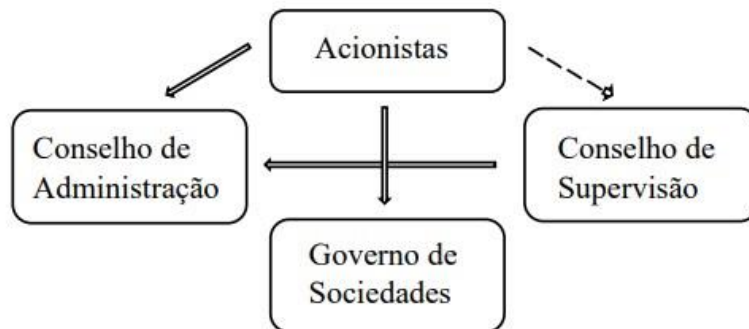 Acionistas
Conselho de
Administração
Conselho de
Supervisão
Governo de
Sociedades